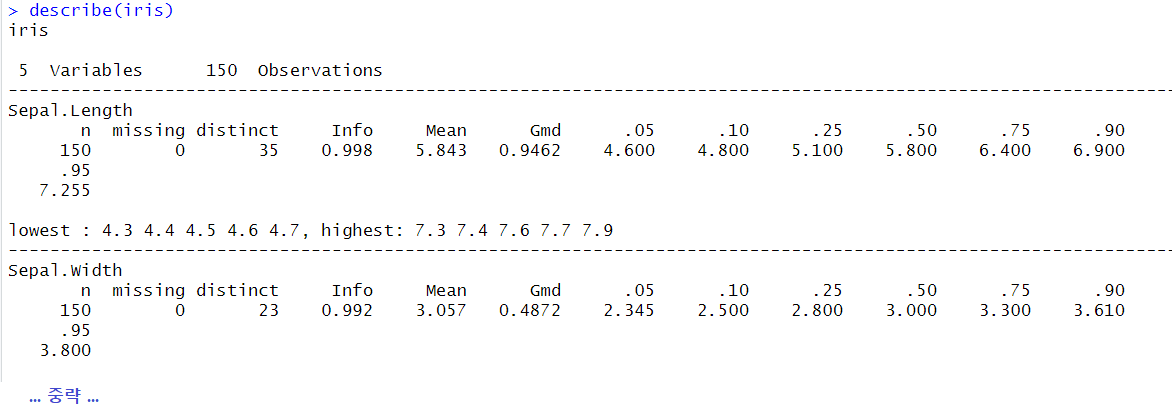 > describe(iris)
iris
5 Variables 150 Observations
--------------------------------------------------------------------------------
Sepal.Length
n missing distinct Info Mean Gmd .05 .10 .25 .50 .75 .90
150 0 35 0.998 5.843 0.9462 4.600 4.800 5.100 5.800 6.400 6.900
.95
7.255
lowest : 4.3 4.4 4.5 4.6 4.7, highest: 7.3 7.4 7.6 7.7 7.9
--------------------------------------------------------------------------------
Sepal.Width
n missing distinct Info Mean Gmd .05 .10 .25 .50 .75 .90
150 0 23 0.992 3.057 0.4872 2.345 2.500 2.800 3.000 3.300 3.610
.95
3.800
... 중략 ...